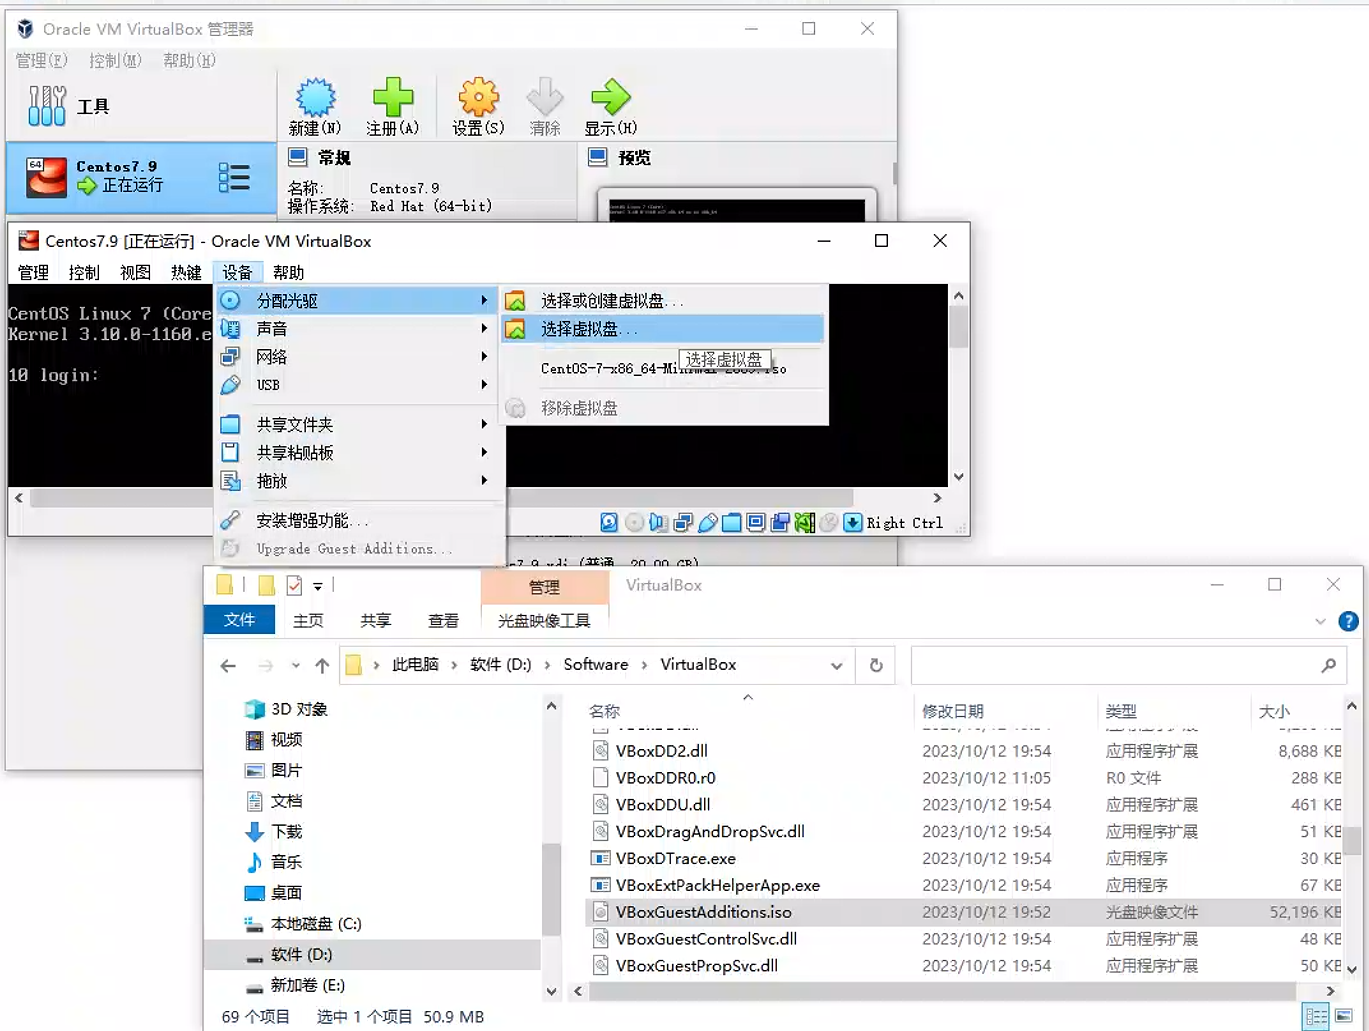 Oracle VM VirtualBox 管理器
管理(F) 控制(M) 帮助(H)
工具
新建(N) 注册(A) 设置(S) 清除 显示(H)
64 Centos7.9
正在运行
常规
预览
名称: Centos7.9
操作系统: Red Hat (64-bit)
Centos7.9 [正在运行] - Oracle VM VirtualBox
管理 控制 视图 热键 设备 帮助
CentOS Linux 7 (Core
Kernel 3.10.0-1160.e
10 login:
分配光驱
声音
网络
USB
共享文件夹
共享粘贴板
拖放
安装增强功能...
Upgrade Guest Additions...
选择或创建虚拟盘...
选择虚拟盘...
选择虚拟盘
CentOS-7-x86_64-Minimal-2009.iso
移除虚拟盘
Right Ctrl
管理 VirtualBox
文件 主页 共享 查看 光盘映像工具
此电脑 › 软件 (D:) › Software › VirtualBox
3D 对象
视频
图片
文档
下载
音乐
桌面
本地磁盘 (C:)
软件 (D:)
新加卷 (E:)
名称 修改日期 类型 大小
VBoxDD2.dll 2023/10/12 19:54 应用程序扩展 8,688 KB
VBoxDDR0.r0 2023/10/12 11:05 R0 文件 288 KB
VBoxDDU.dll 2023/10/12 19:54 应用程序扩展 461 KB
VBoxDragAndDropSvc.dll 2023/10/12 19:54 应用程序扩展 51 KB
VBoxDTrace.exe 2023/10/12 19:54 应用程序 30 KB
VBoxExtPackHelperApp.exe 2023/10/12 19:54 应用程序 67 KB
VBoxGuestAdditions.iso 2023/10/12 19:52 光盘映像文件 52,196 KB
VBoxGuestControlSvc.dll 2023/10/12 19:54 应用程序扩展 48 KB
VBoxGuestPropSvc.dll 2023/10/12 19:54 应用程序扩展 50 KB
69 个项目 选中 1 个项目 50.9 MB